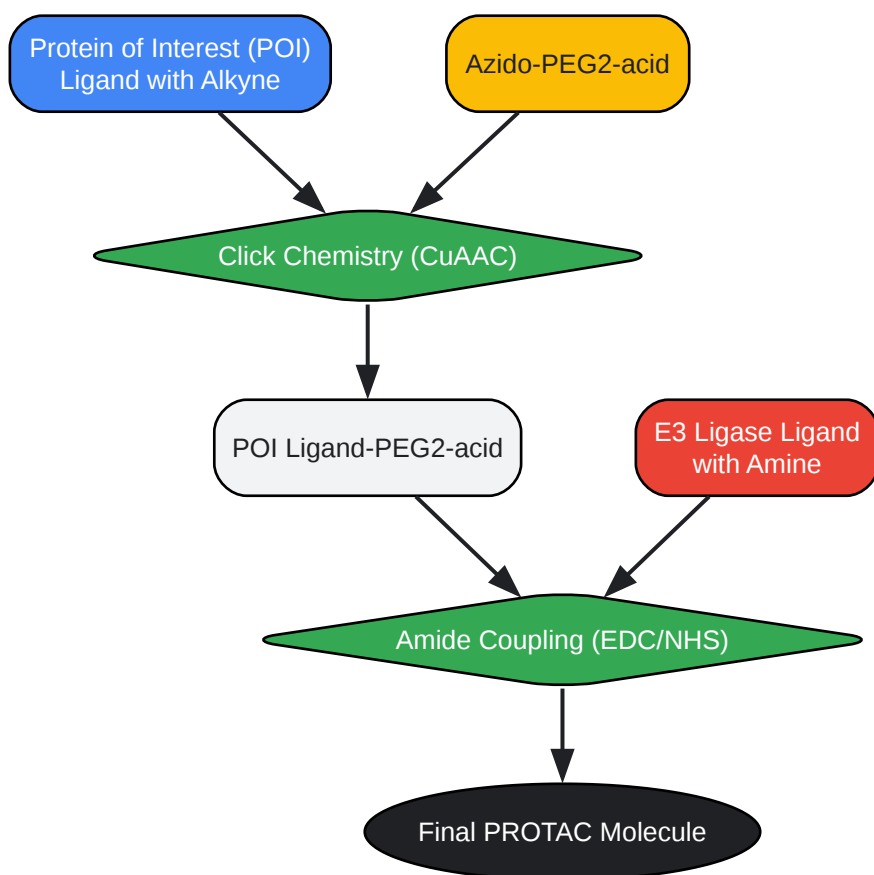 Protein of Interest (POI)
Ligand with Alkyne
Azido-PEG2-acid
Click Chemistry (CuAAC)
POI Ligand-PEG2-acid
E3 Ligase Ligand
with Amine
Amide Coupling (EDC/NHS)
Final PROTAC Molecule